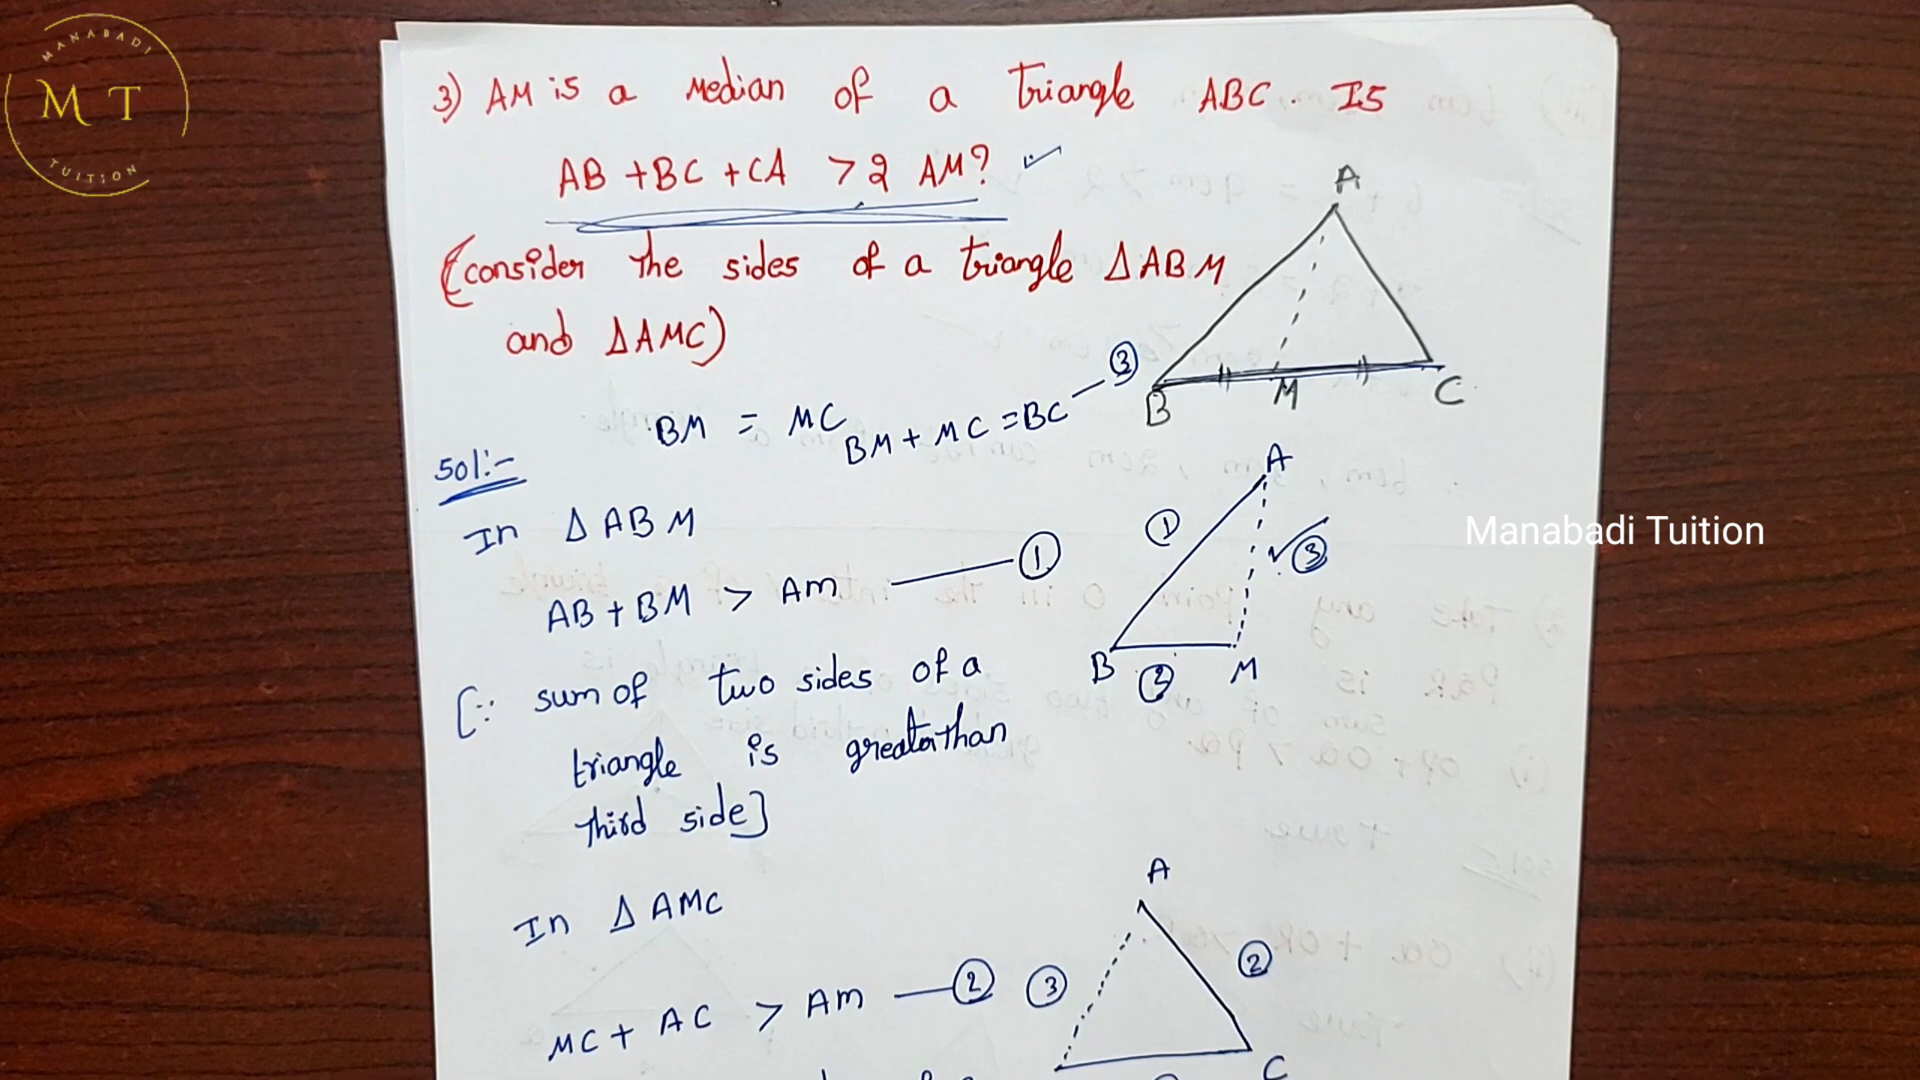 MANABADI
MT
TUITION
3) AM is a Median of a triangle ABC. Is
AB + BC + CA > 2 AM?
(consider the sides of a triangle ΔABM
and ΔAMC)
A
B
M
C
BM = MC
BM + MC = BC — ③
Sol:-
In ΔABM
AB + BM > AM — ①
[∵ sum of two sides of a
triangle is greater than
third side]
A
①
③
B
②
M
Manabadi Tuition
In ΔAMC
MC + AC > AM — ②
A
③
②
C